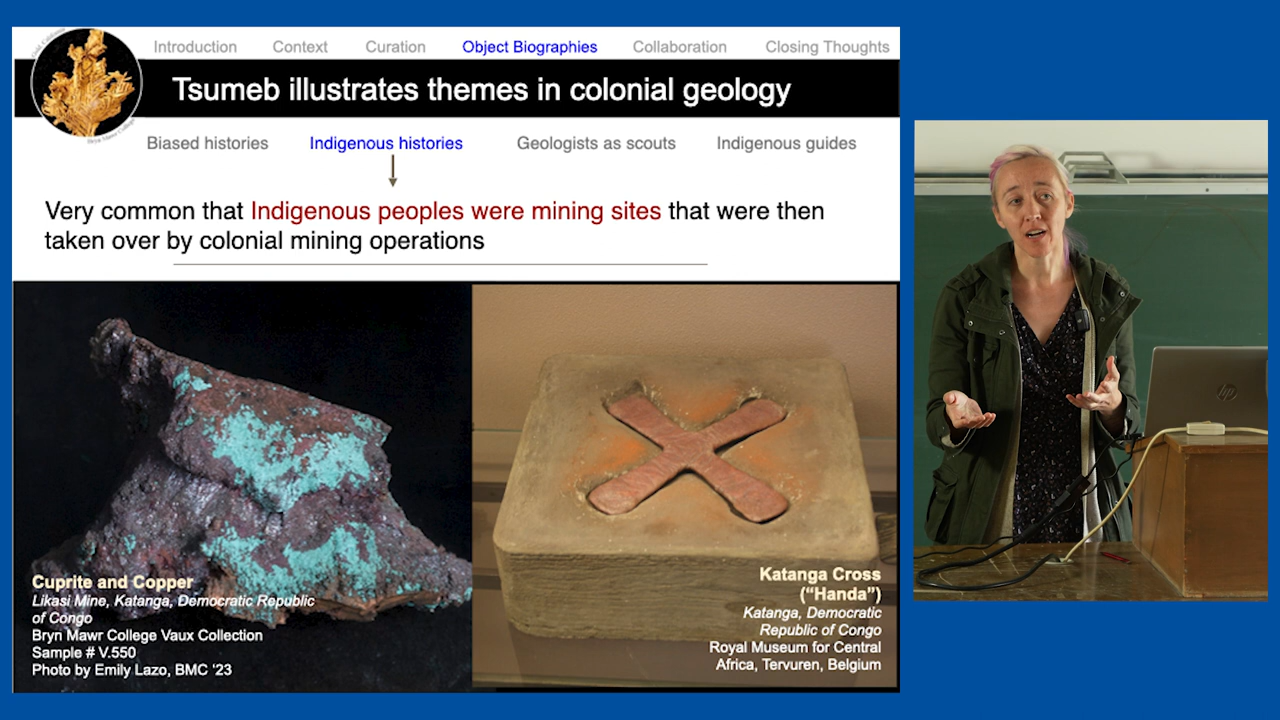 Introduction Context Curation Object Biographies Collaboration Closing Thoughts
Tsumeb illustrates themes in colonial geology
Biased histories Indigenous histories Geologists as scouts Indigenous guides
Very common that Indigenous peoples were mining sites that were then
taken over by colonial mining operations
Cuprite and Copper
Likasi Mine, Katanga, Democratic Republic
of Congo
Bryn Mawr College Vaux Collection
Sample # V.550
Photo by Emily Lazo, BMC '23
Katanga Cross
(“Handa”)
Katanga, Democratic
Republic of Congo
Royal Museum for Central
Africa, Tervuren, Belgium
hp